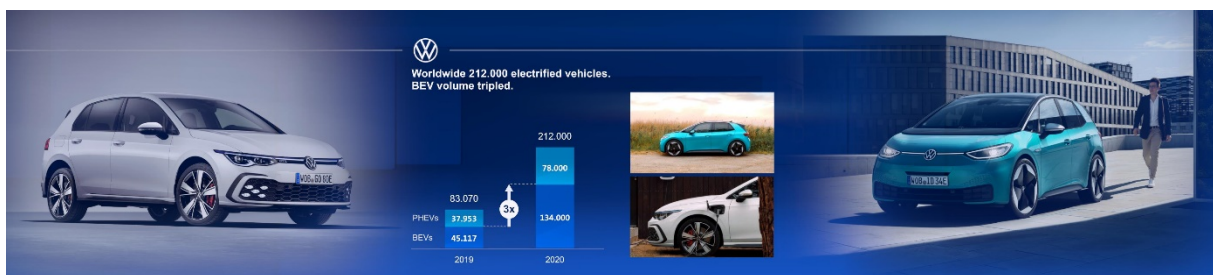 Worldwide 212.000 electrified vehicles.
BEV volume tripled.
212.000
78.000
83.070
3x
PHEVs 37.953
134.000
BEVs 45.117
2019 2020